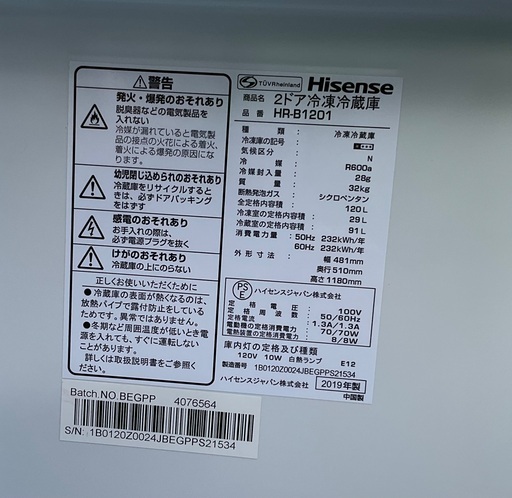 ⚠警告
発火・爆発のおそれあり
脱臭器などの電気製品を
入れない
冷媒が漏れていると電気製
品の接点の火花による着火、
着火による爆発の原因にな
ります。
幼児閉じ込められのおそれあり
冷蔵庫をリサイクルすると
きは、必ずドアパッキング
をはずす
感電のおそれあり
お手入れの際は、
必ず電源プラグを抜く
けがのおそれあり
冷蔵庫の上にのらない
正しくお使いいただくために
●冷蔵庫の表面が熱くなるのは、
放熱パイプで露付防止をしている
ためです。異常ではありません。
●冬期など周囲温度が低いとき電
源を入れても、すぐに運転しない
ことがあります。
詳しくは、取扱説明書をご参照くだ
さい。
TÜVRheinland Hisense
商品名 2ドア冷凍冷蔵庫
品番 HR-B1201
種類 冷凍冷蔵庫
冷凍庫の記号
気候区分 N
冷媒 R600a
冷媒封入量 28g
質量 32kg
断熱発泡ガス シクロペンタン
全定格内容積 120L
冷凍室の定格内容積 29L
冷蔵室の定格内容積 91L
消費電力量 50Hz 232kWh/年
60Hz 232kWh/年
外形寸法 幅 481mm
奥行 510mm
高さ 1180mm
PSE ハイセンスジャパン株式会社
定格電圧 100V
定格周波数 50/60Hz
定格電流 1.3A/1.3A
電動機の定格消費電力 70/70W
電熱装置の定格消費電力 8/8W
庫内灯の定格及び種類
120V 10W 白熱ランプ E12
製造番号 1B0120Z0024JBEGPPS21534
ハイセンスジャパン株式会社 2019年製
中国製
Batch.NO.BEGPP 4076564
S/N: 1B0120Z0024JBEGPPS21534